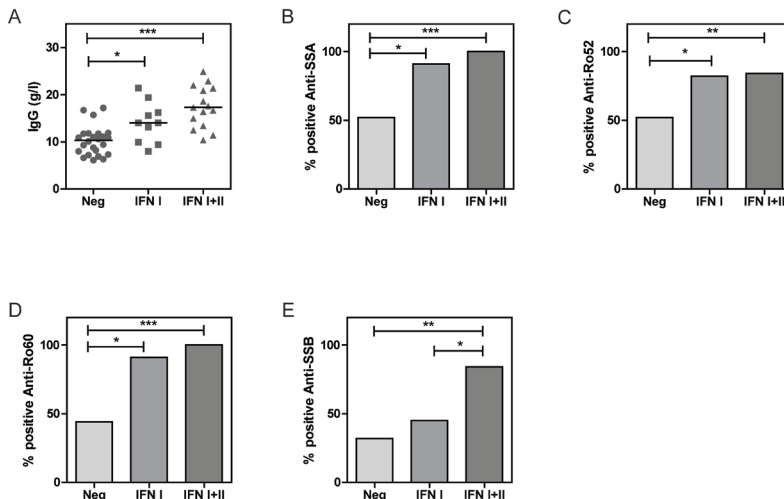 A
***
*
30
20
10
0
IgG (g/l)
Neg IFN I IFN I+II
B
***
*
100
50
0
% positive Anti-SSA
Neg IFN I IFN I+II
C
**
*
100
50
0
% positive Anti-Ro52
Neg IFN I IFN I+II
D
***
*
100
50
0
% positive Anti-Ro60
Neg IFN I IFN I+II
E
**
*
100
50
0
% positive Anti-SSB
Neg IFN I IFN I+II